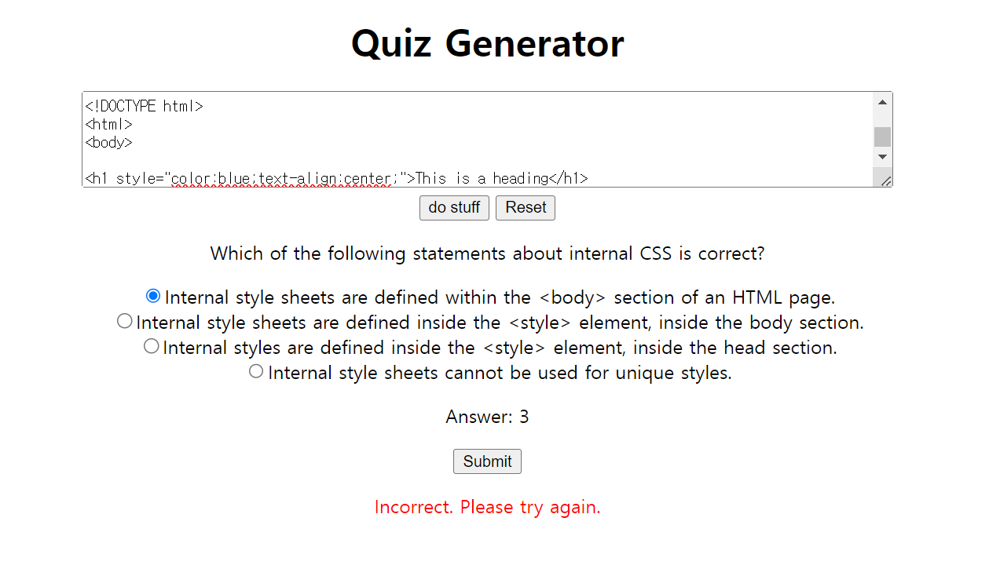 Quiz Generator
<!DOCTYPE html>
<html>
<body>
<h1 style="color:blue;text-align:center;">This is a heading</h1>
do stuff Reset
Which of the following statements about internal CSS is correct?
Internal style sheets are defined within the <body> section of an HTML page.
Internal style sheets are defined inside the <style> element, inside the body section.
Internal styles are defined inside the <style> element, inside the head section.
Internal style sheets cannot be used for unique styles.
Answer: 3
Submit
Incorrect. Please try again.